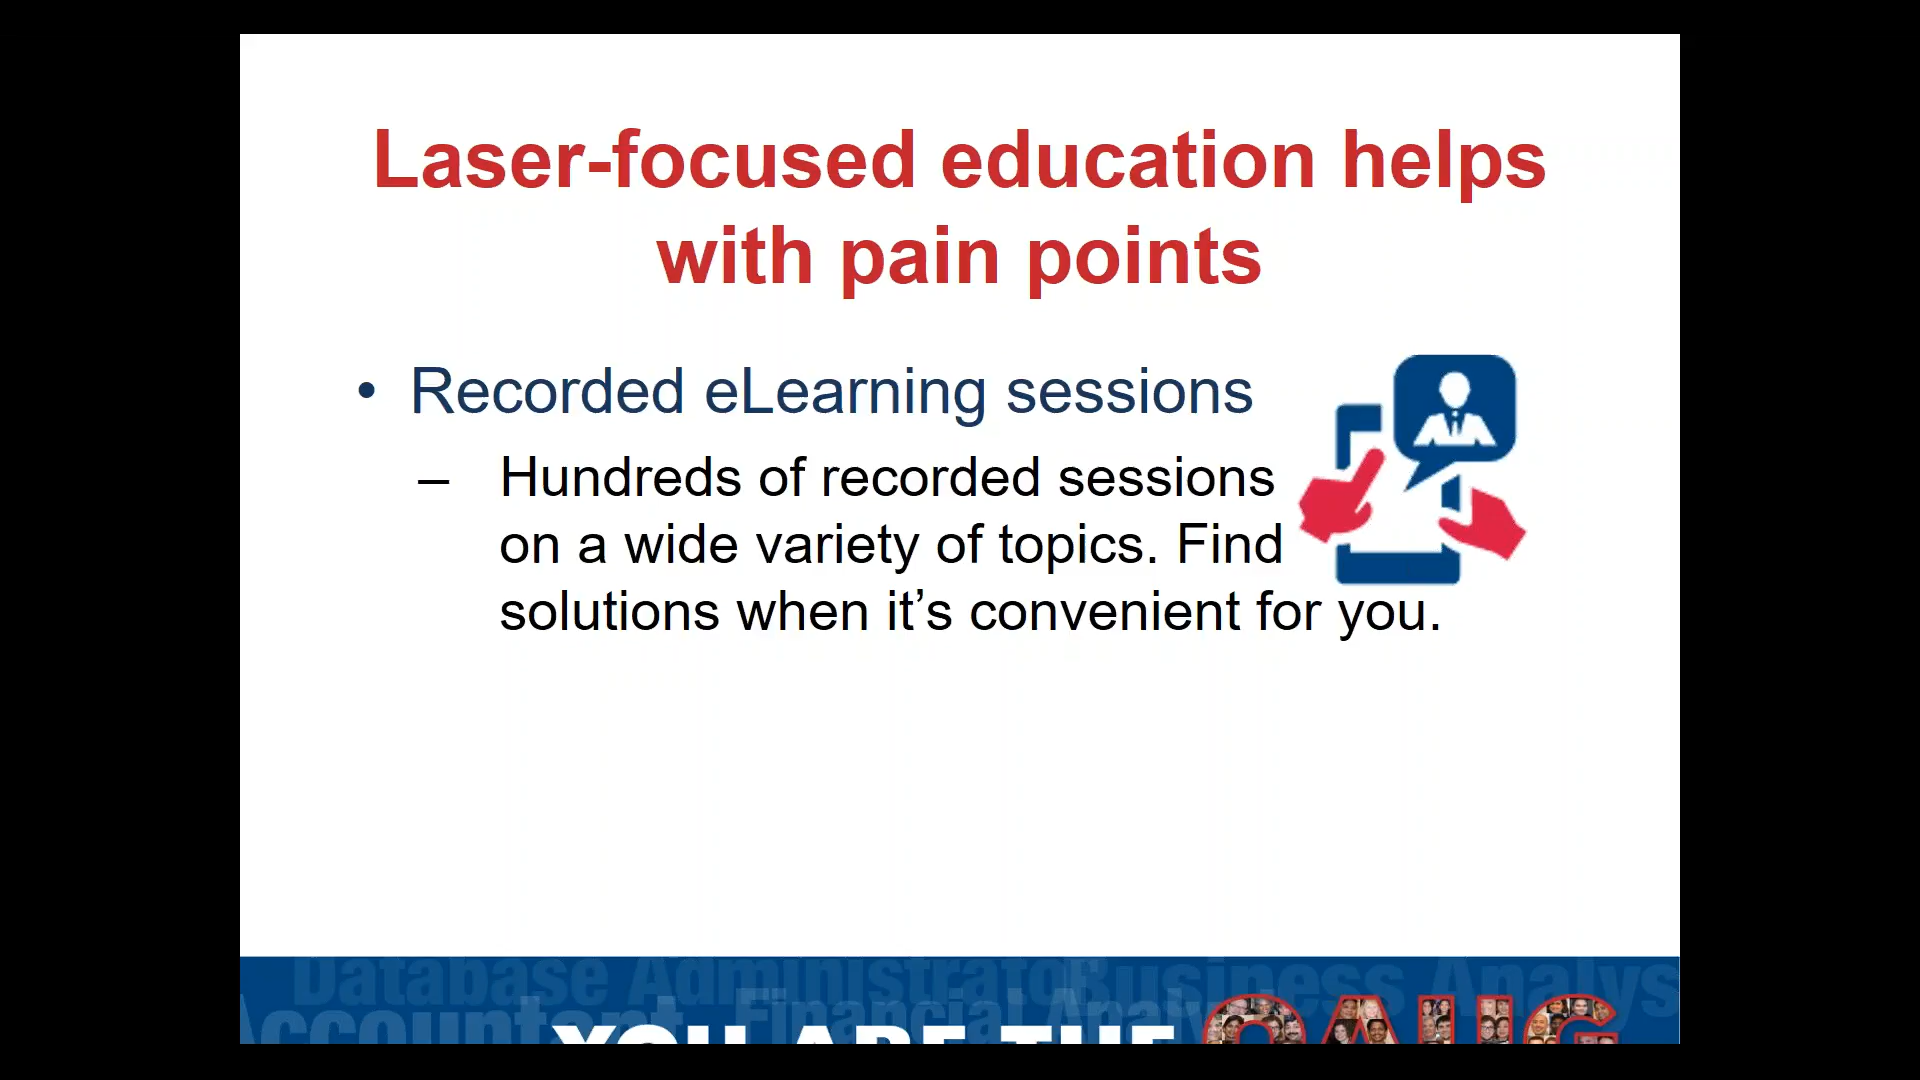 Laser-focused education helps
with pain points
• Recorded eLearning sessions
– Hundreds of recorded sessions
on a wide variety of topics. Find
solutions when it’s convenient for you.
Database Administrator Business Analys
Accountant Financial Analyst
YOU ARE THE OAUG